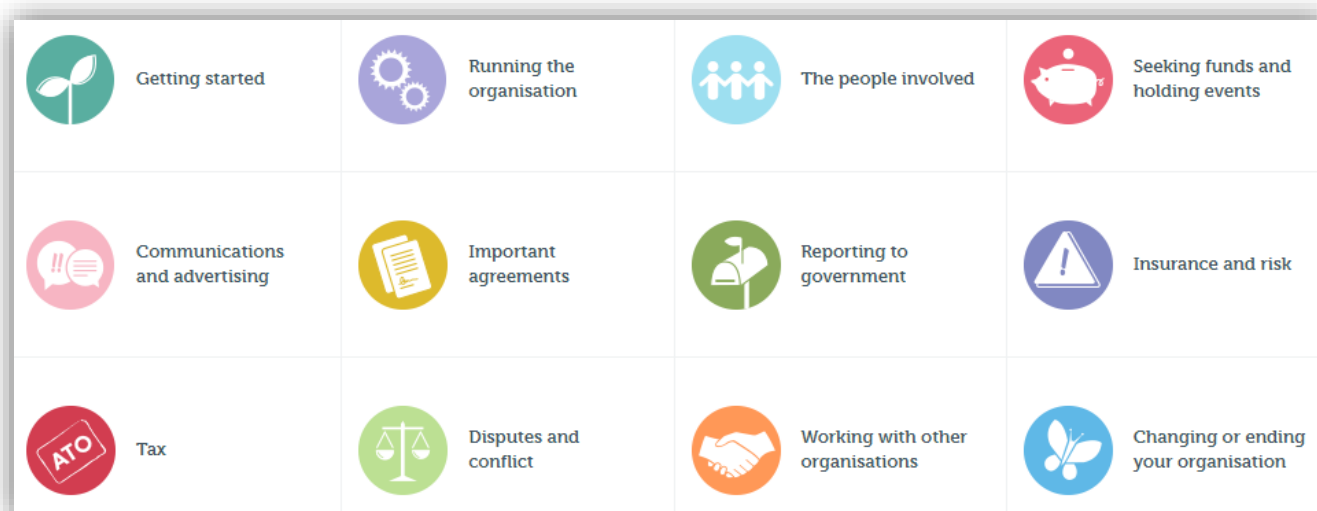 Getting started
Running the
organisation
The people involved
Seeking funds and
holding events
Communications
and advertising
!!
Important
agreements
Reporting to
government
!
Insurance and risk
ATO
Tax
Disputes and
conflict
Working with other
organisations
Changing or ending
your organisation